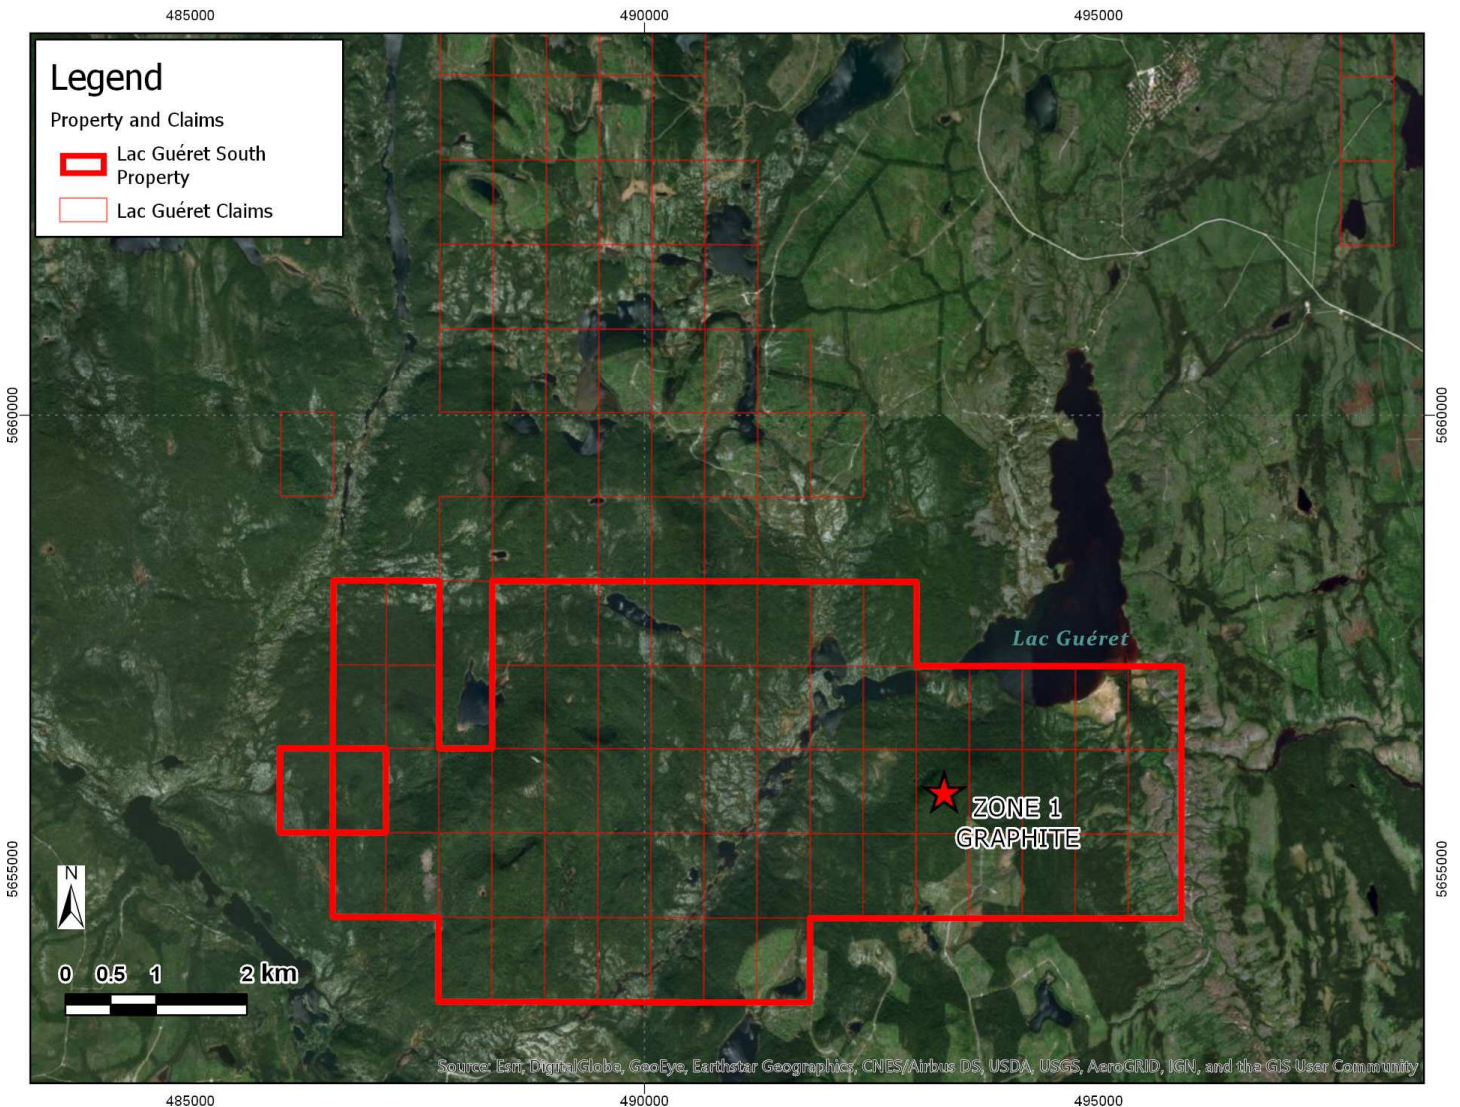 485000
490000
495000
Legend
Property and Claims
Lac Guéret South
Property
Lac Guéret Claims
5660000
5660000
Lac Guéret
ZONE 1
GRAPHITE
5655000
5655000
N
0 0.5 1 2 km
Source: Esri, DigitalGlobe, GeoEye, Earthstar Geographics, CNES/Airbus DS, USDA, USGS, AeroGRID, IGN, and the GIS User Community
485000
490000
495000